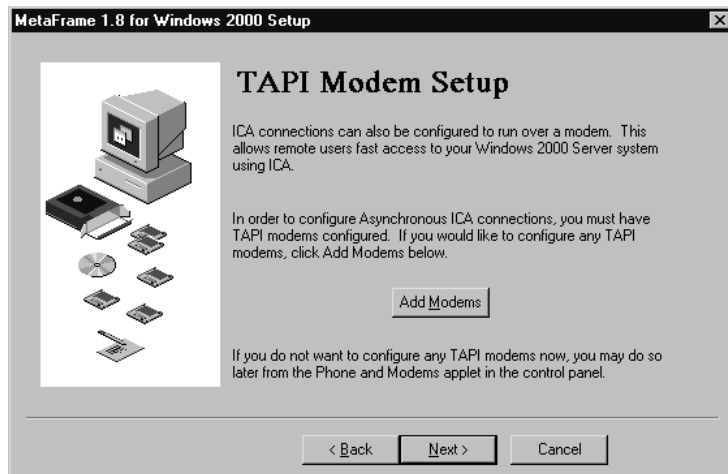 MetaFrame 1.8 for Windows 2000 Setup
TAPI Modem Setup
ICA connections can also be configured to run over a modem. This
allows remote users fast access to your Windows 2000 Server system
using ICA.
In order to configure Asynchronous ICA connections, you must have
TAPI modems configured. If you would like to configure any TAPI
modems, click Add Modems below.
Add Modems
If you do not want to configure any TAPI modems now, you may do so
later from the Phone and Modems applet in the control panel.
< Back
Next >
Cancel